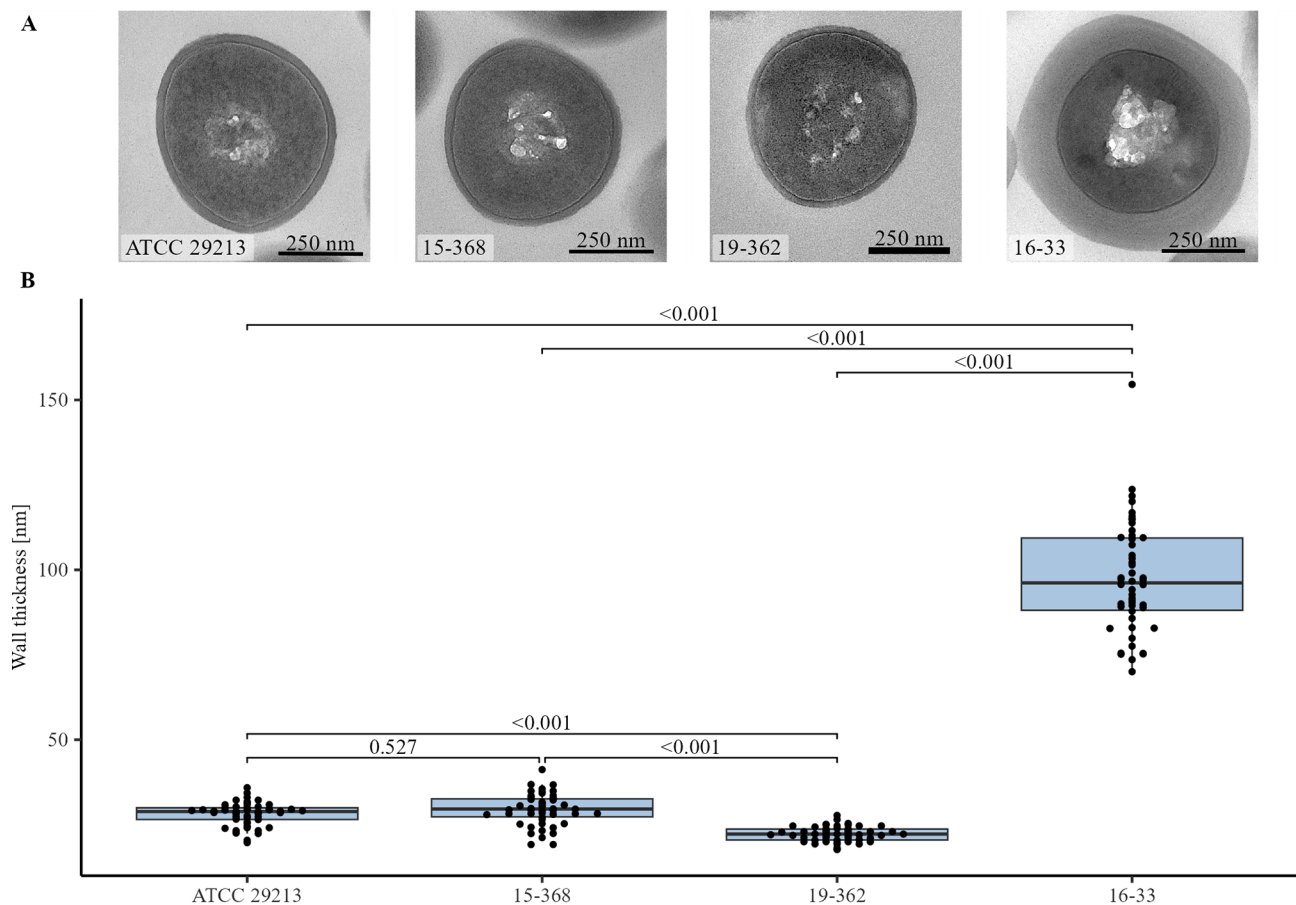 A
ATCC 29213
250 nm
15-368
250 nm
19-362
250 nm
16-33
250 nm
B
<0.001
<0.001
<0.001
150
100
50
Wall thickness [nm]
<0.001
0.527
<0.001
ATCC 29213
15-368
19-362
16-33